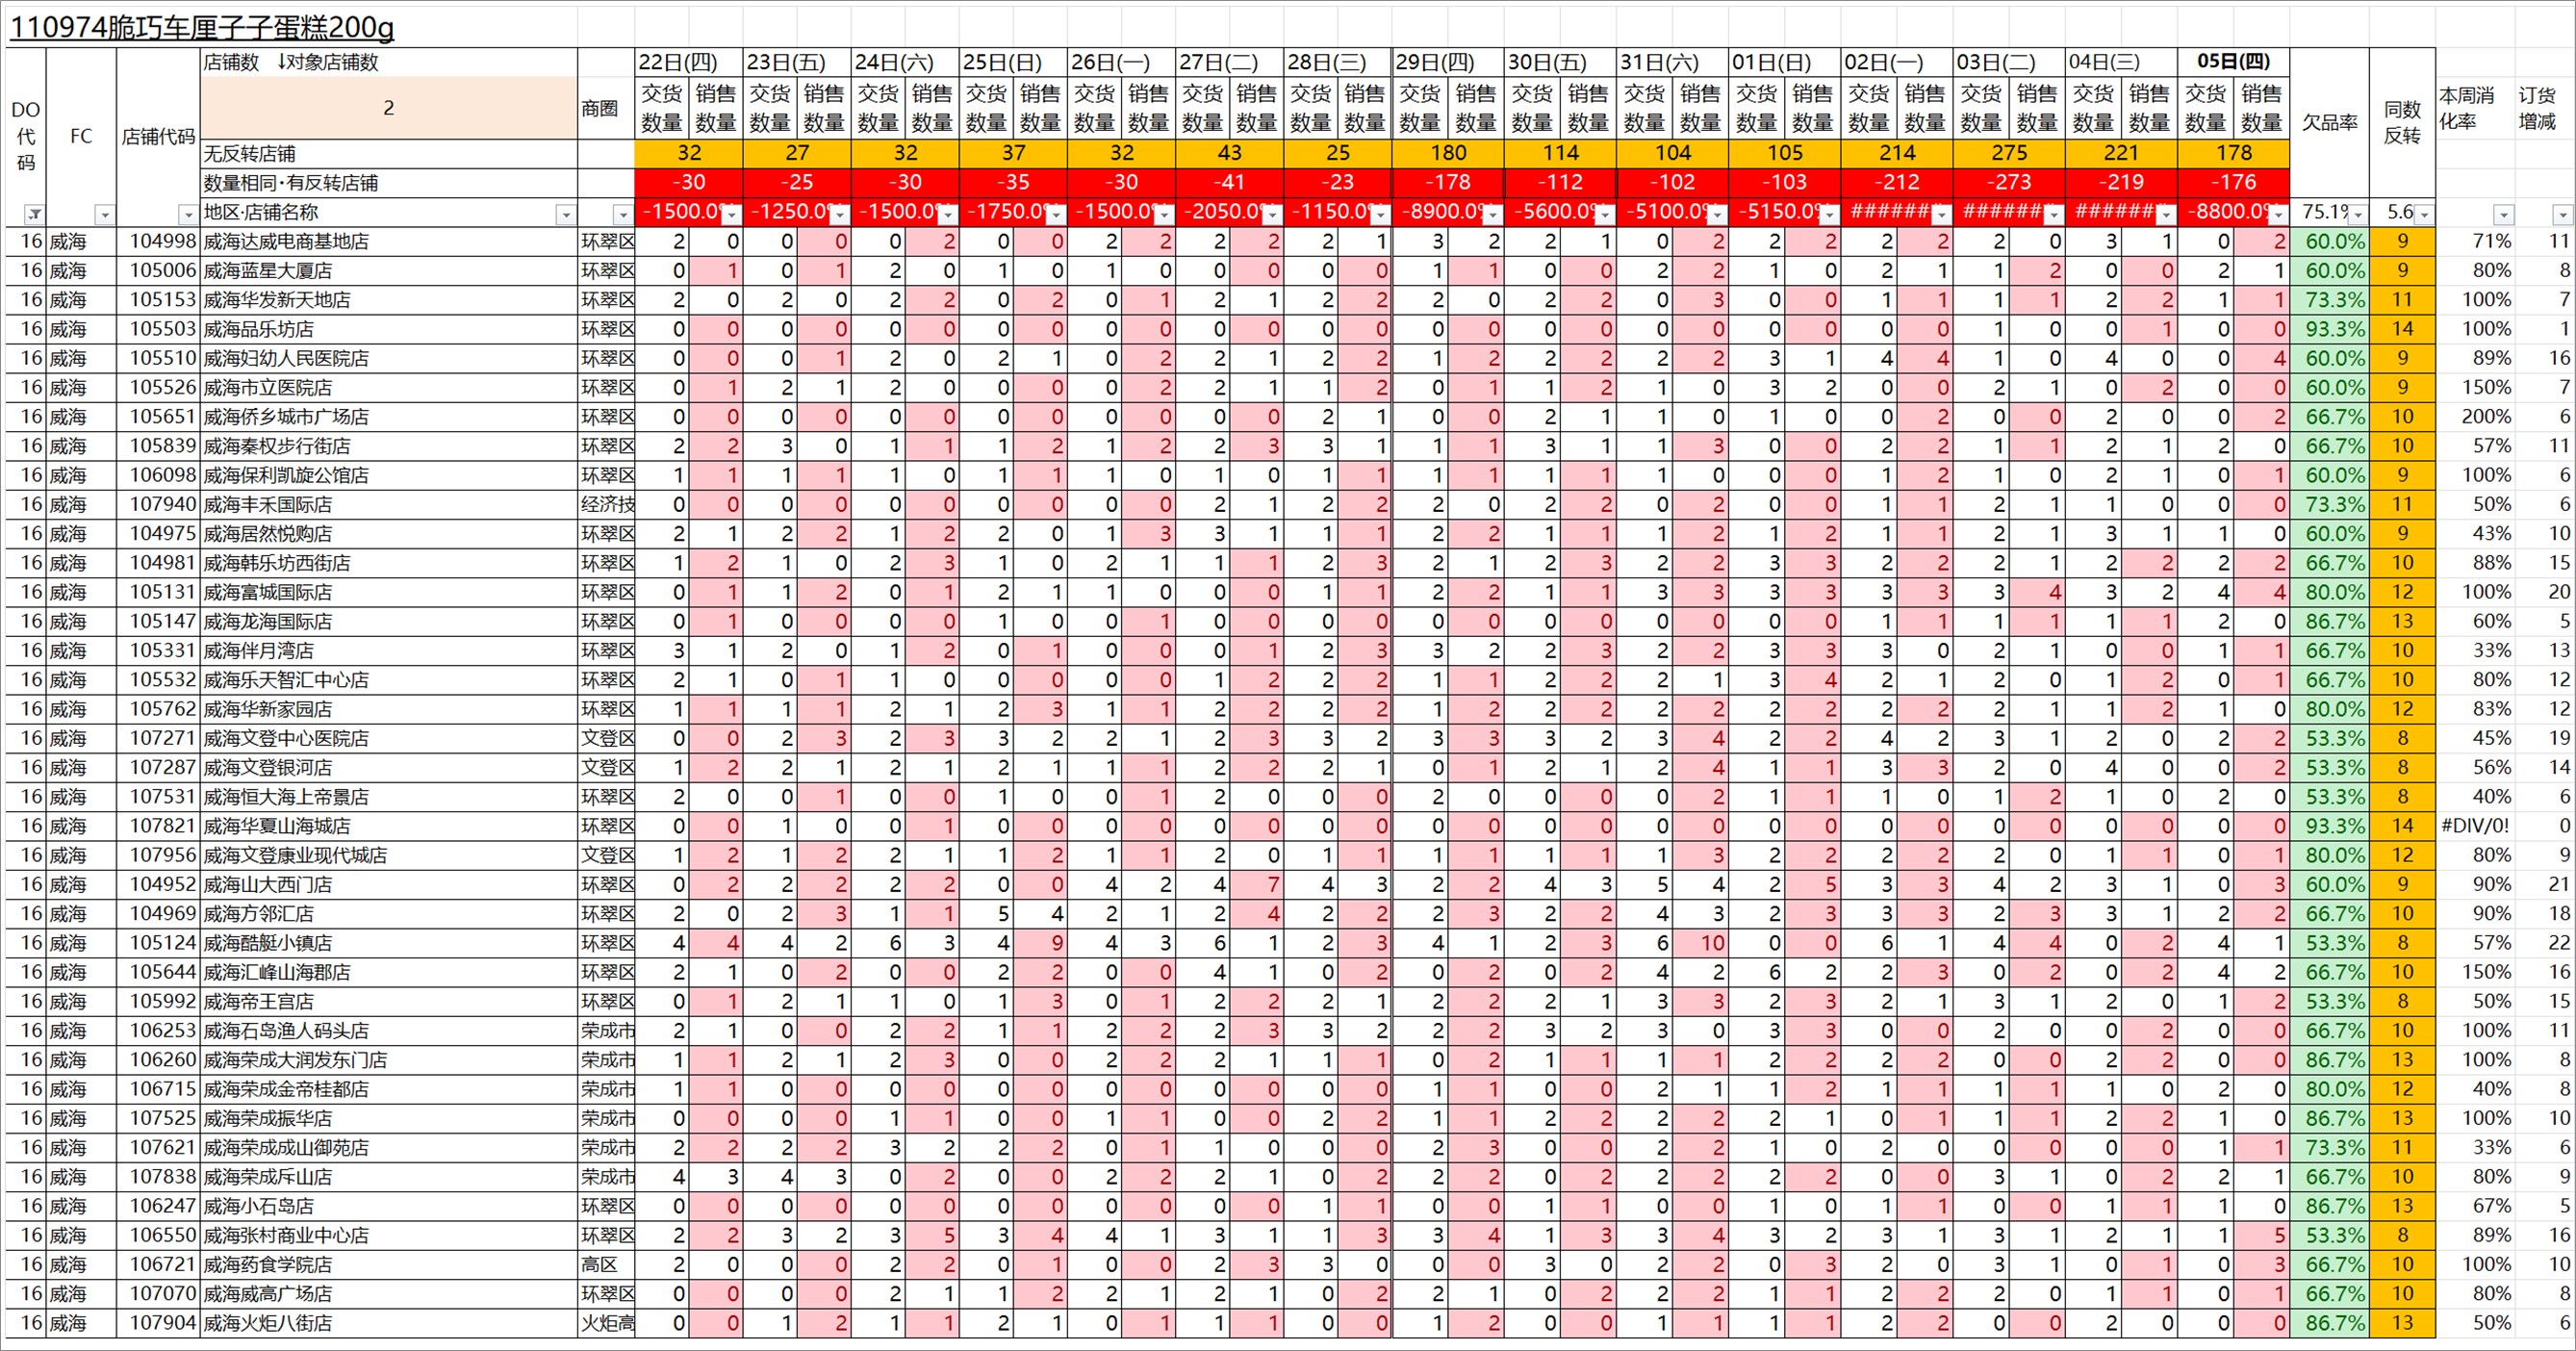 110974脆巧车厘子子蛋糕200g
DO代码 FC 店铺代码 店铺数 ↓对象店铺数 商圈 22日(四) 23日(五) 24日(六) 25日(日) 26日(一) 27日(二) 28日(三) 29日(四) 30日(五) 31日(六) 01日(日) 02日(一) 03日(二) 04日(三) 05日(四) 欠品率 同数反转 本周消化率 订货增减
2 交货数量 销售数量 交货数量 销售数量 交货数量 销售数量 交货数量 销售数量 交货数量 销售数量 交货数量 销售数量 交货数量 销售数量 交货数量 销售数量 交货数量 销售数量 交货数量 销售数量 交货数量 销售数量 交货数量 销售数量 交货数量 销售数量 交货数量 销售数量 交货数量 销售数量
无反转店铺 32 27 32 37 32 43 25 180 114 104 105 214 275 221 178
数量相同·有反转店铺 -30 -25 -30 -35 -30 -41 -23 -178 -112 -102 -103 -212 -273 -219 -176
地区·店铺名称 -1500.0% -1250.0% -1500.0% -1750.0% -1500.0% -2050.0% -1150.0% -8900.0% -5600.0% -5100.0% -5150.0% ####### ####### ####### -8800.0% 75.1% 5.6
16 威海 104998 威海达威电商基地店 环翠区 2 0 0 0 0 2 0 0 2 2 2 2 2 1 3 2 2 1 0 2 2 2 2 2 2 0 3 1 0 2 60.0% 9 71% 11
16 威海 105006 威海蓝星大厦店 环翠区 0 1 0 1 2 0 1 0 1 0 0 0 0 0 1 1 0 0 2 2 1 0 2 1 1 2 0 0 2 1 60.0% 9 80% 8
16 威海 105153 威海华发新天地店 环翠区 2 0 2 0 2 2 0 2 0 1 2 1 2 2 2 0 2 2 0 3 0 0 1 1 1 1 2 2 1 1 73.3% 11 100% 7
16 威海 105503 威海品乐坊店 环翠区 0 0 0 0 0 0 0 0 0 0 0 0 0 0 0 0 0 0 0 0 0 0 0 0 1 0 0 1 0 0 93.3% 14 100% 1
16 威海 105510 威海妇幼人民医院店 环翠区 0 0 0 1 2 0 2 1 0 2 2 1 2 2 1 2 2 2 2 2 3 1 4 4 1 0 4 0 0 4 60.0% 9 89% 16
16 威海 105526 威海市立医院店 环翠区 0 1 2 1 2 0 0 0 0 2 2 1 1 2 0 1 1 2 1 0 3 2 0 0 2 1 0 2 0 0 60.0% 9 150% 7
16 威海 105651 威海侨乡城市广场店 环翠区 0 0 0 0 0 0 0 0 0 0 0 0 2 1 0 0 2 1 1 0 1 0 0 2 0 0 2 0 0 2 66.7% 10 200% 6
16 威海 105839 威海秦权步行街店 环翠区 2 2 3 0 1 1 1 2 1 2 2 3 3 1 1 1 3 1 1 3 0 0 2 2 1 1 2 1 2 0 66.7% 10 57% 11
16 威海 106098 威海保利凯旋公馆店 环翠区 1 1 1 1 1 0 1 1 1 0 1 0 1 1 1 1 1 1 1 0 0 0 1 2 1 0 2 1 0 1 60.0% 9 100% 6
16 威海 107940 威海丰禾国际店 经济技 0 0 0 0 0 0 0 0 0 0 2 1 2 2 2 0 2 2 0 2 0 0 1 1 2 1 1 0 0 0 73.3% 11 50% 6
16 威海 104975 威海居然悦购店 环翠区 2 1 2 2 1 2 2 0 1 3 3 1 1 1 2 2 1 1 1 2 1 2 1 1 2 1 3 1 1 0 60.0% 9 43% 10
16 威海 104981 威海韩乐坊西街店 环翠区 1 2 1 0 2 3 1 0 2 1 1 1 2 3 2 1 2 3 2 2 3 3 2 2 2 1 2 2 2 2 66.7% 10 88% 15
16 威海 105131 威海富城国际店 环翠区 0 1 1 2 0 1 2 1 1 0 0 0 1 1 2 2 1 1 3 3 3 3 3 3 3 4 3 2 4 4 80.0% 12 100% 20
16 威海 105147 威海龙海国际店 环翠区 0 1 0 0 0 0 1 0 0 1 0 0 0 0 0 0 0 0 0 0 0 0 1 1 1 1 1 1 2 0 86.7% 13 60% 5
16 威海 105331 威海伴月湾店 环翠区 3 1 2 0 1 2 0 1 0 0 0 1 2 3 3 2 2 3 2 2 3 3 3 0 2 1 0 0 1 1 66.7% 10 33% 13
16 威海 105532 威海乐天智汇中心店 环翠区 2 1 0 1 1 0 0 0 0 0 1 2 2 2 1 1 2 2 2 1 3 4 2 1 2 0 1 2 0 1 66.7% 10 80% 12
16 威海 105762 威海华新家园店 环翠区 1 1 1 1 2 1 2 3 1 1 2 2 2 2 1 2 2 2 2 2 2 2 2 2 2 1 1 2 1 0 80.0% 12 83% 12
16 威海 107271 威海文登中心医院店 文登区 0 0 2 3 2 3 3 2 2 1 2 3 3 2 3 3 3 2 3 4 2 2 4 2 3 1 2 0 2 2 53.3% 8 45% 19
16 威海 107287 威海文登银河店 文登区 1 2 2 1 2 1 2 1 1 1 2 2 2 1 0 1 2 1 2 4 1 1 3 3 2 0 4 0 0 2 53.3% 8 56% 14
16 威海 107531 威海恒大海上帝景店 环翠区 2 0 0 1 0 0 1 0 0 1 2 0 0 0 2 0 0 0 0 2 1 1 1 0 1 2 1 0 2 0 53.3% 8 40% 6
16 威海 107821 威海华夏山海城店 环翠区 0 0 1 0 0 1 0 0 0 0 0 0 0 0 0 0 0 0 0 0 0 0 0 0 0 0 0 0 0 0 93.3% 14 #DIV/0! 0
16 威海 107956 威海文登康业现代城店 文登区 1 2 1 2 2 1 1 2 1 1 2 0 1 1 1 1 1 1 1 3 2 2 2 2 2 0 1 1 0 1 80.0% 12 80% 9
16 威海 104952 威海山大西门店 环翠区 0 2 2 2 2 2 0 0 4 2 4 7 4 3 2 2 4 3 5 4 2 5 3 3 4 2 3 1 0 3 60.0% 9 90% 21
16 威海 104969 威海方邻汇店 环翠区 2 0 2 3 1 1 5 4 2 1 2 4 2 2 2 3 2 2 4 3 2 3 3 3 2 3 3 1 2 2 66.7% 10 90% 18
16 威海 105124 威海酷艇小镇店 环翠区 4 4 4 2 6 3 4 9 4 3 6 1 2 3 4 1 2 3 6 10 0 0 6 1 4 4 0 2 4 1 53.3% 8 57% 22
16 威海 105644 威海汇峰山海郡店 环翠区 2 1 0 2 0 0 2 2 0 0 4 1 0 2 0 2 0 2 4 2 6 2 2 3 0 2 0 2 4 2 66.7% 10 150% 16
16 威海 105992 威海帝王宫店 环翠区 0 1 2 1 1 0 1 3 0 1 2 2 2 1 2 2 2 1 3 3 2 3 2 1 3 1 2 0 1 2 53.3% 8 50% 15
16 威海 106253 威海石岛渔人码头店 荣成市 2 1 0 0 2 2 1 1 2 2 2 3 3 2 2 2 3 2 3 0 3 3 0 0 2 0 0 2 0 0 66.7% 10 100% 11
16 威海 106260 威海荣成大润发东门店 荣成市 1 1 2 1 2 3 0 0 2 2 2 1 1 1 0 2 1 1 1 1 2 2 2 2 0 0 2 2 0 0 86.7% 13 100% 8
16 威海 106715 威海荣成金帝桂都店 荣成市 1 1 0 0 0 0 0 0 0 0 0 0 0 0 1 1 0 0 2 1 1 2 1 1 1 1 1 0 2 0 80.0% 12 40% 8
16 威海 107525 威海荣成振华店 荣成市 0 0 0 0 1 1 0 0 1 1 0 0 2 2 1 1 2 2 2 2 2 1 0 1 1 1 2 2 1 0 86.7% 13 100% 10
16 威海 107621 威海荣成成山御苑店 荣成市 2 2 2 2 3 2 2 2 0 1 1 0 0 0 2 3 0 0 2 2 1 0 2 0 0 0 0 0 1 1 73.3% 11 33% 6
16 威海 107838 威海荣成斥山店 荣成市 4 3 4 3 0 2 0 0 2 2 2 1 0 2 0 2 2 2 2 2 2 2 0 0 3 1 0 2 2 1 66.7% 10 80% 9
16 威海 106247 威海小石岛店 环翠区 0 0 0 0 0 0 0 0 0 0 0 0 1 1 0 0 1 1 0 0 1 0 1 1 0 0 1 1 1 0 86.7% 13 67% 5
16 威海 106550 威海张村商业中心店 环翠区 2 2 3 2 3 5 3 4 4 1 3 1 1 3 3 4 1 3 3 4 3 2 3 1 3 1 2 1 1 5 53.3% 8 89% 16
16 威海 106721 威海药食学院店 高区 2 0 0 0 2 2 0 1 0 0 2 3 3 0 0 0 3 0 2 2 0 3 2 0 3 1 0 1 0 3 66.7% 10 100% 10
16 威海 107070 威海威高广场店 环翠区 0 0 0 0 2 1 1 2 2 1 2 1 0 2 2 1 0 2 2 2 1 1 2 2 2 0 1 1 0 1 66.7% 10 80% 8
16 威海 107904 威海火炬八街店 火炬高 0 0 1 2 1 1 2 1 0 1 1 1 0 0 1 2 0 0 1 1 1 1 2 2 0 0 2 0 0 0 86.7% 13 50% 6